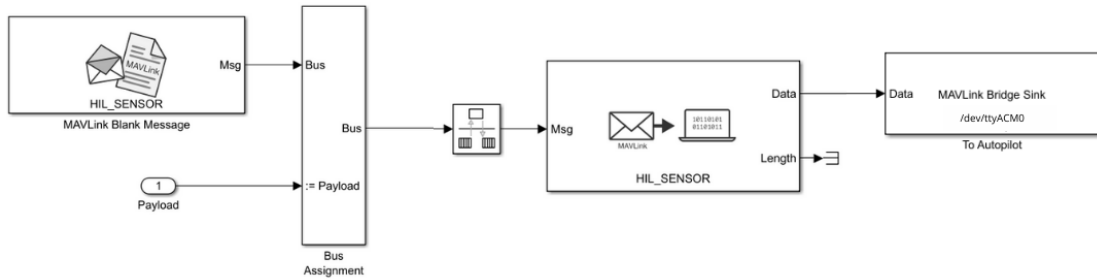 MAVLink
Msg
HIL_SENSOR
MAVLink Blank Message
1
Payload
Bus
Bus
:= Payload
Bus
Assignment
Msg
MAVLink
10110101
01101011
Data
Length
HIL_SENSOR
Data
MAVLink Bridge Sink
/dev/ttyACM0
To Autopilot